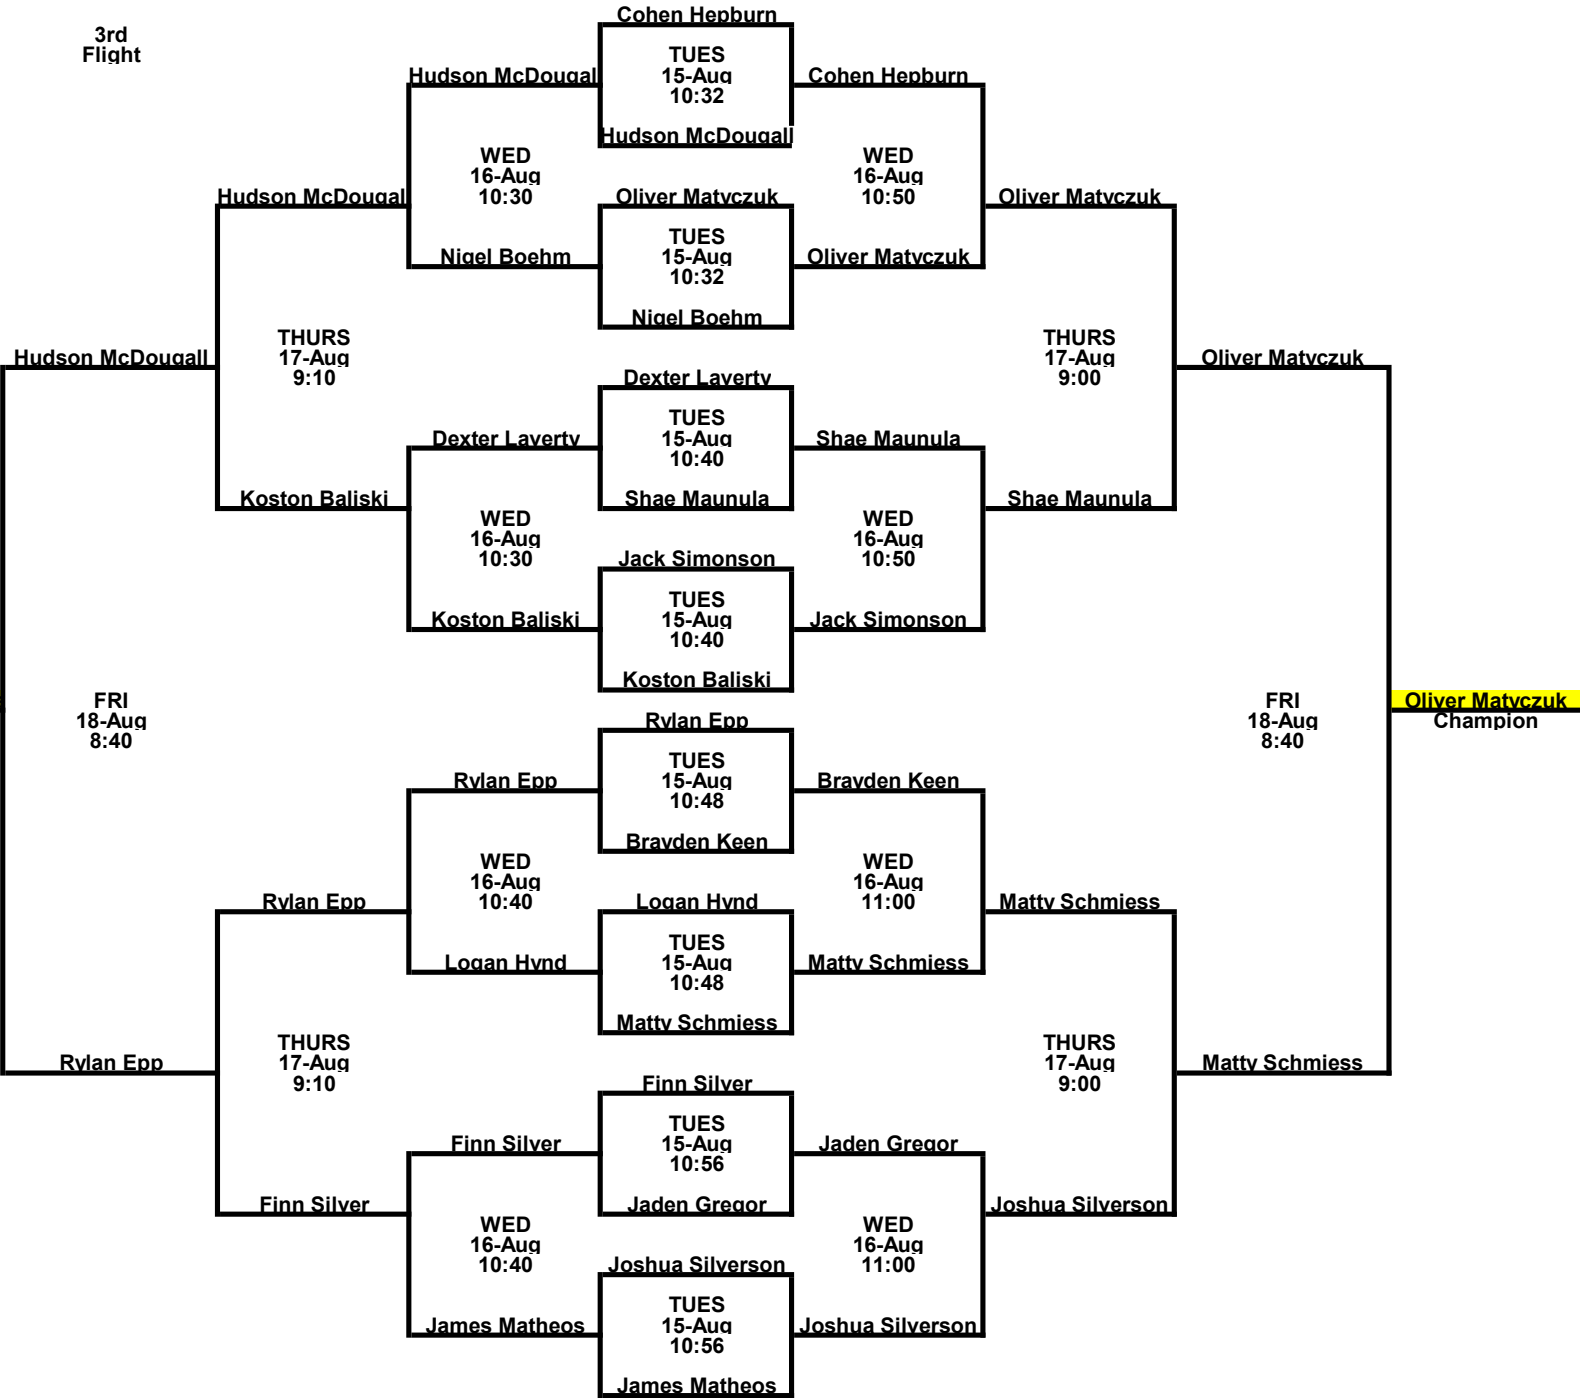 3rd
Flight
Cohen Hepburn
TUES
15-Aug
10:32
Hudson McDougall
Cohen Hepburn
Hudson McDougall
WED
16-Aug
10:30
WED
16-Aug
10:50
Hudson McDougal
Oliver Matyczuk
Oliver Matyczuk
TUES
15-Aug
10:32
Nigel Boehm
Oliver Matyczuk
Nigel Boehm
THURS
17-Aug
9:10
THURS
17-Aug
9:00
Hudson McDougall
Oliver Matyczuk
Dexter Laverty
TUES
15-Aug
10:40
Dexter Laverty
Shae Maunula
Koston Baliski
Shae Maunula
Shae Maunula
WED
16-Aug
10:30
WED
16-Aug
10:50
Jack Simonson
TUES
15-Aug
10:40
Koston Baliski
Jack Simonson
Koston Baliski
FRI
18-Aug
8:40
FRI
18-Aug
8:40
Oliver Matyczuk
Champion
Rylan Epp
TUES
15-Aug
10:48
Rylan Epp
Brayden Keen
Brayden Keen
WED
16-Aug
10:40
WED
16-Aug
11:00
Rylan Epp
Logan Hynd
Matty Schmiess
TUES
15-Aug
10:48
Logan Hynd
Matty Schmiess
Matty Schmiess
THURS
17-Aug
9:10
THURS
17-Aug
9:00
Rylan Epp
Matty Schmiess
Finn Silver
TUES
15-Aug
10:56
Finn Silver
Jaden Gregor
Finn Silver
Jaden Gregor
Joshua Silverson
WED
16-Aug
10:40
WED
16-Aug
11:00
Joshua Silverson
TUES
15-Aug
10:56
James Matheos
Joshua Silverson
James Matheos